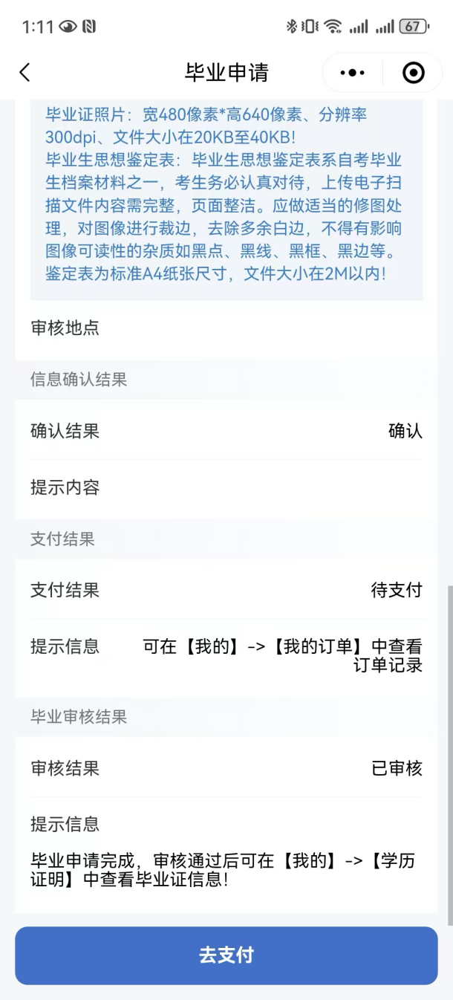 1:11
67
毕业申请
毕业证照片：宽480像素*高640像素、分辨率
300dpi、文件大小在20KB至40KB！
毕业生思想鉴定表：毕业生思想鉴定表系自考毕业
生档案材料之一，考生务必认真对待，上传电子扫
描文件内容需完整，页面整洁。应做适当的修图处
理，对图像进行裁边，去除多余白边，不得有影响
图像可读性的杂质如黑点、黑线、黑框、黑边等。
鉴定表为标准A4纸张尺寸，文件大小在2M以内！
审核地点
信息确认结果
确认结果 确认
提示内容
支付结果
支付结果 待支付
提示信息 可在【我的】->【我的订单】中查看
订单记录
毕业审核结果
审核结果 已审核
提示信息
毕业申请完成，审核通过后可在【我的】->【学历
证明】中查看毕业证信息！
去支付